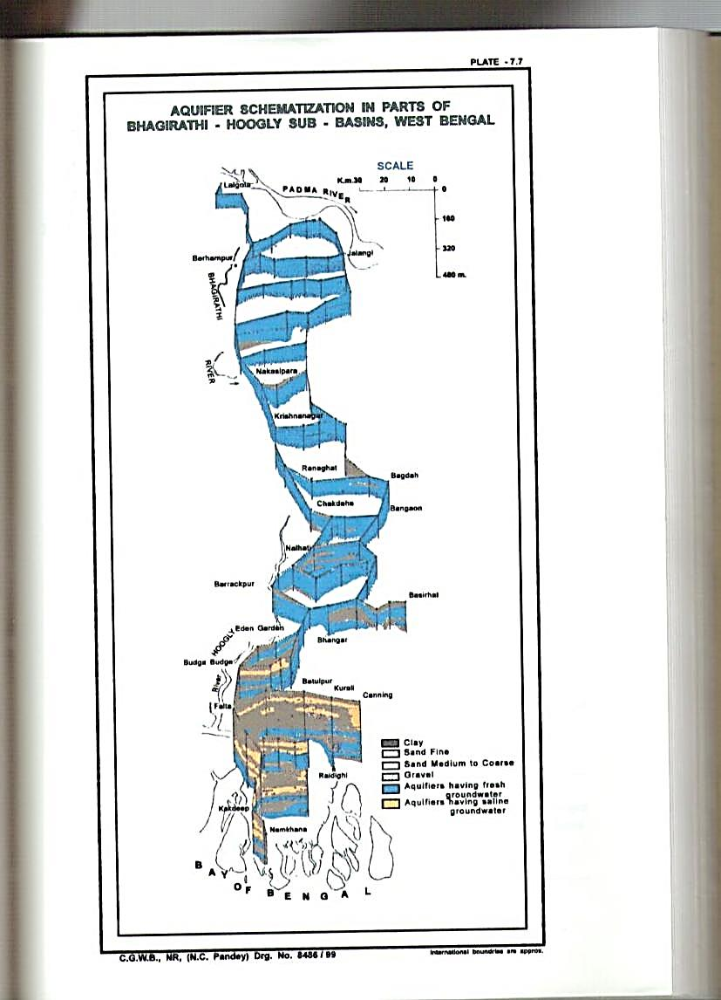 PLATE - 7.7
AQUIFIER SCHEMATIZATION IN PARTS OF
BHAGIRATHI - HOOGLY SUB - BASINS, WEST BENGAL
SCALE
K.m.30 20 10 0
0
160
320
480 m.
Lalgola
PADMA RIVER
Jalangi
Berhampur
BHAGIRATHI
RIVER
Nakasipara
Krishnanagar
Ranaghat
Bagdah
Chakdaha
Bangaon
Naihati
Barrackpur
Basirhat
Eden Garden
HOOGLY
Bhangar
Budge Budge
River
Batulpur
Kurali
Canning
Falta
Clay
Sand Fine
Sand Medium to Coarse
Gravel
Aquifers having fresh
groundwater
Aquifers having saline
groundwater
Raidighi
Kakdeep
Namkhana
BAY OF BENGAL
C.G.W.B., NR, (N.C. Pandey) Drg. No. 8486 / 99
International boundries are approx.